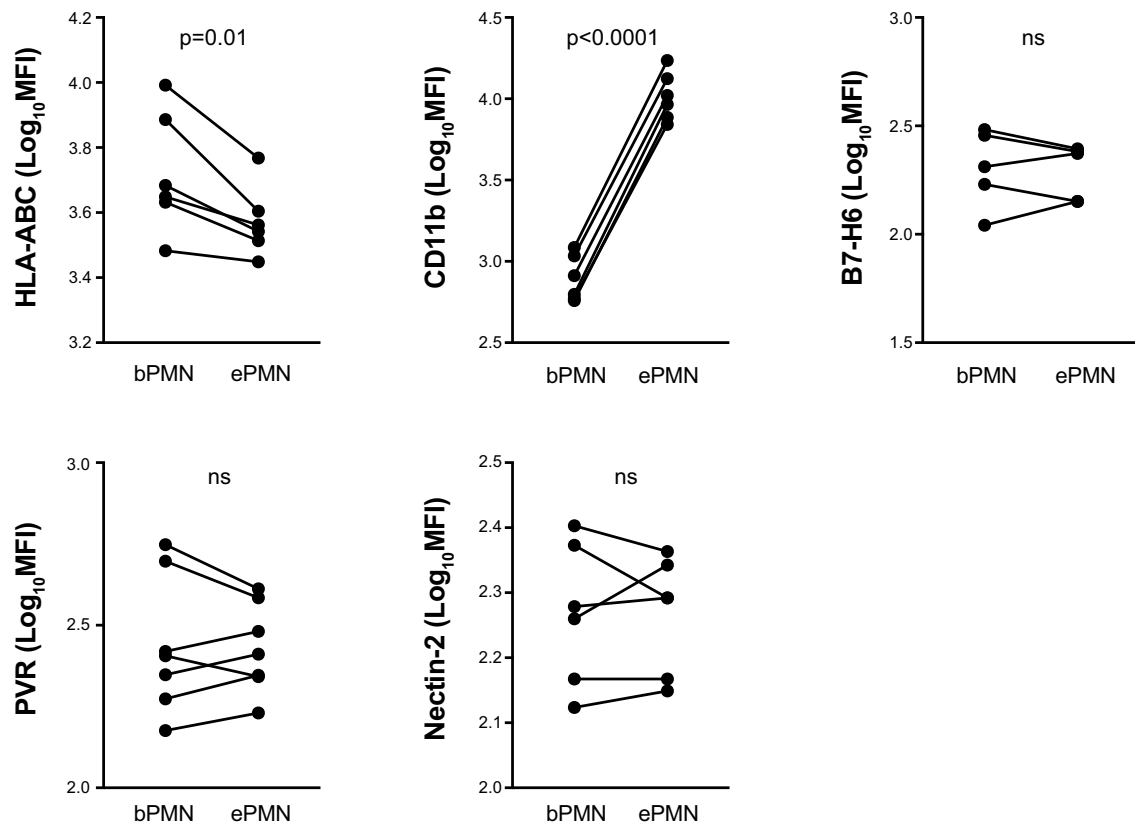 HLA-ABC (Log₁₀MFI)
4.2
4.0
3.8
3.6
3.4
3.2
p=0.01
bPMN ePMN
CD11b (Log₁₀MFI)
4.5
4.0
3.5
3.0
2.5
p<0.0001
bPMN ePMN
B7-H6 (Log₁₀MFI)
3.0
2.5
2.0
1.5
ns
bPMN ePMN
PVR (Log₁₀MFI)
3.0
2.5
2.0
ns
bPMN ePMN
Nectin-2 (Log₁₀MFI)
2.5
2.4
2.3
2.2
2.1
2.0
ns
bPMN ePMN